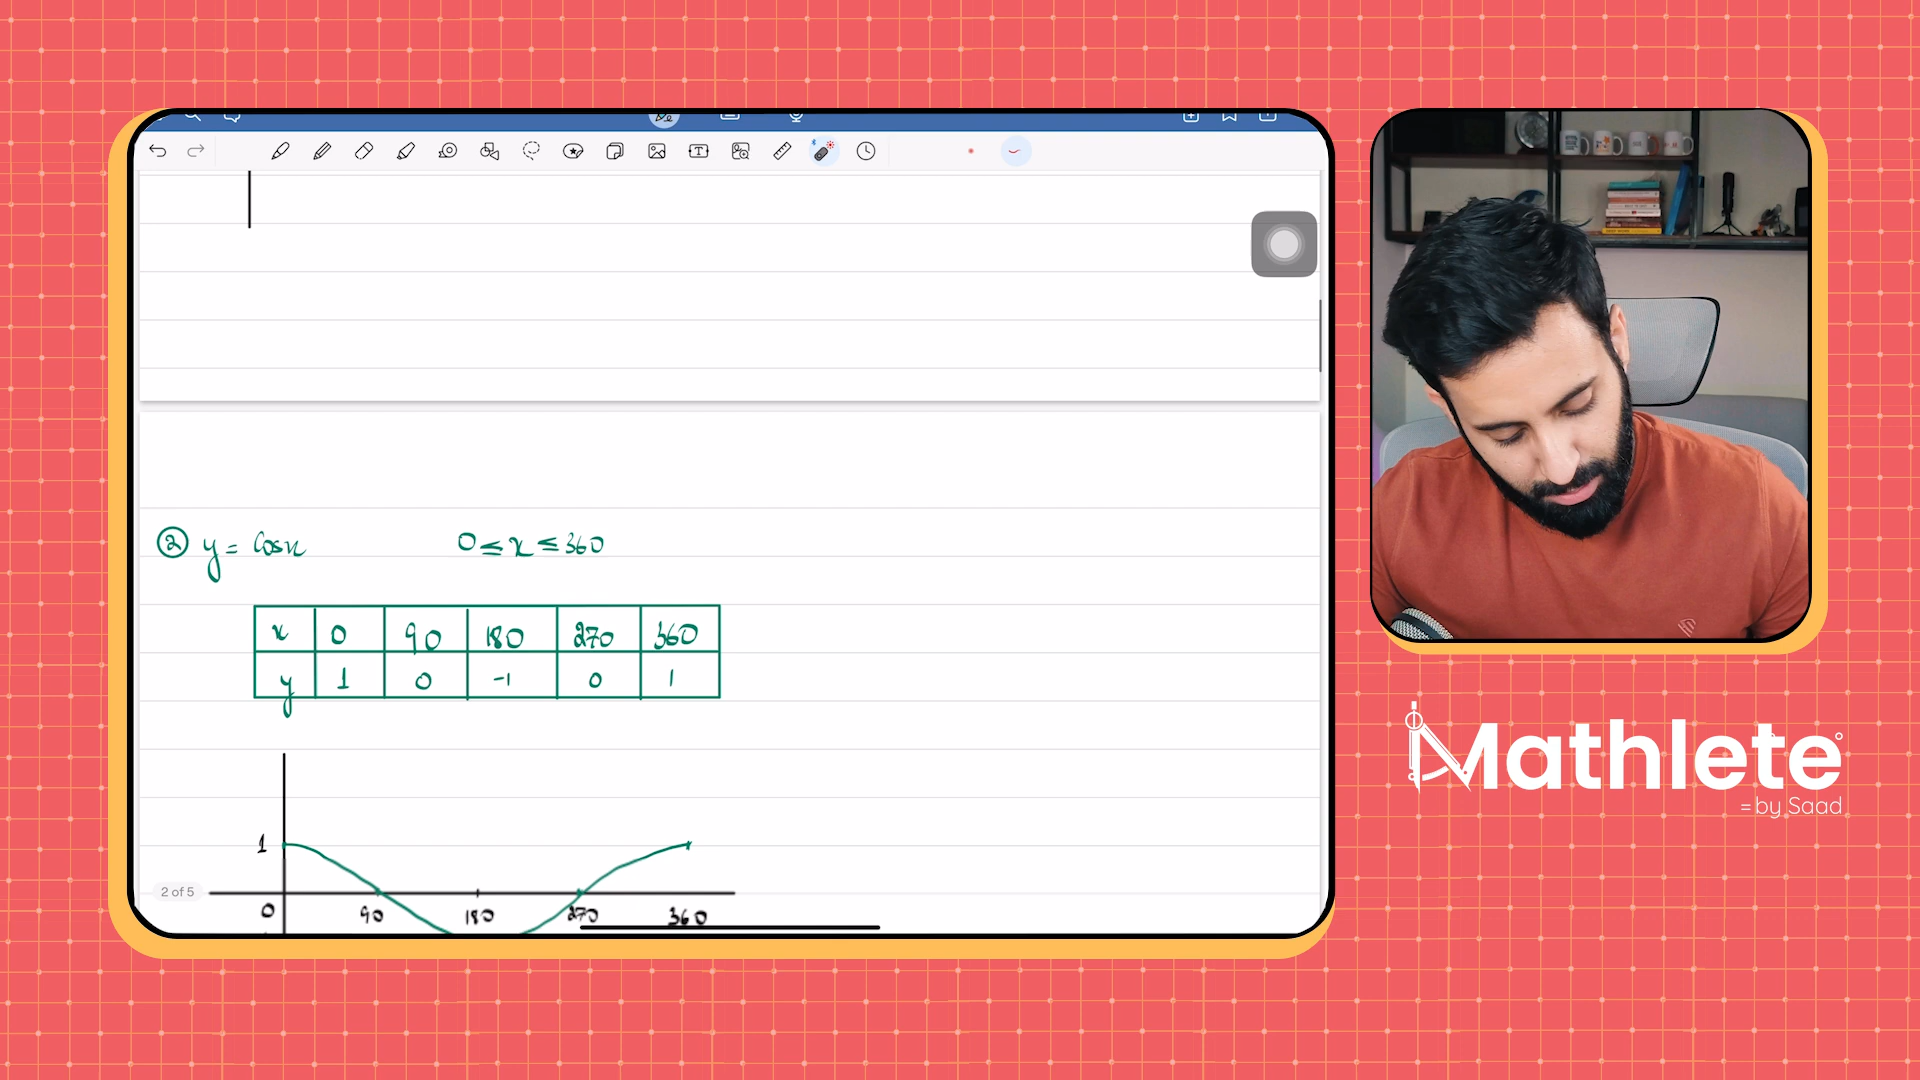 ② y = Cosx 0 ≤ x ≤ 360
x 0 90 180 270 360
y 1 0 -1 0 1
1
2 of 5
0 90 180 270 360
Mathlete
= by Saad